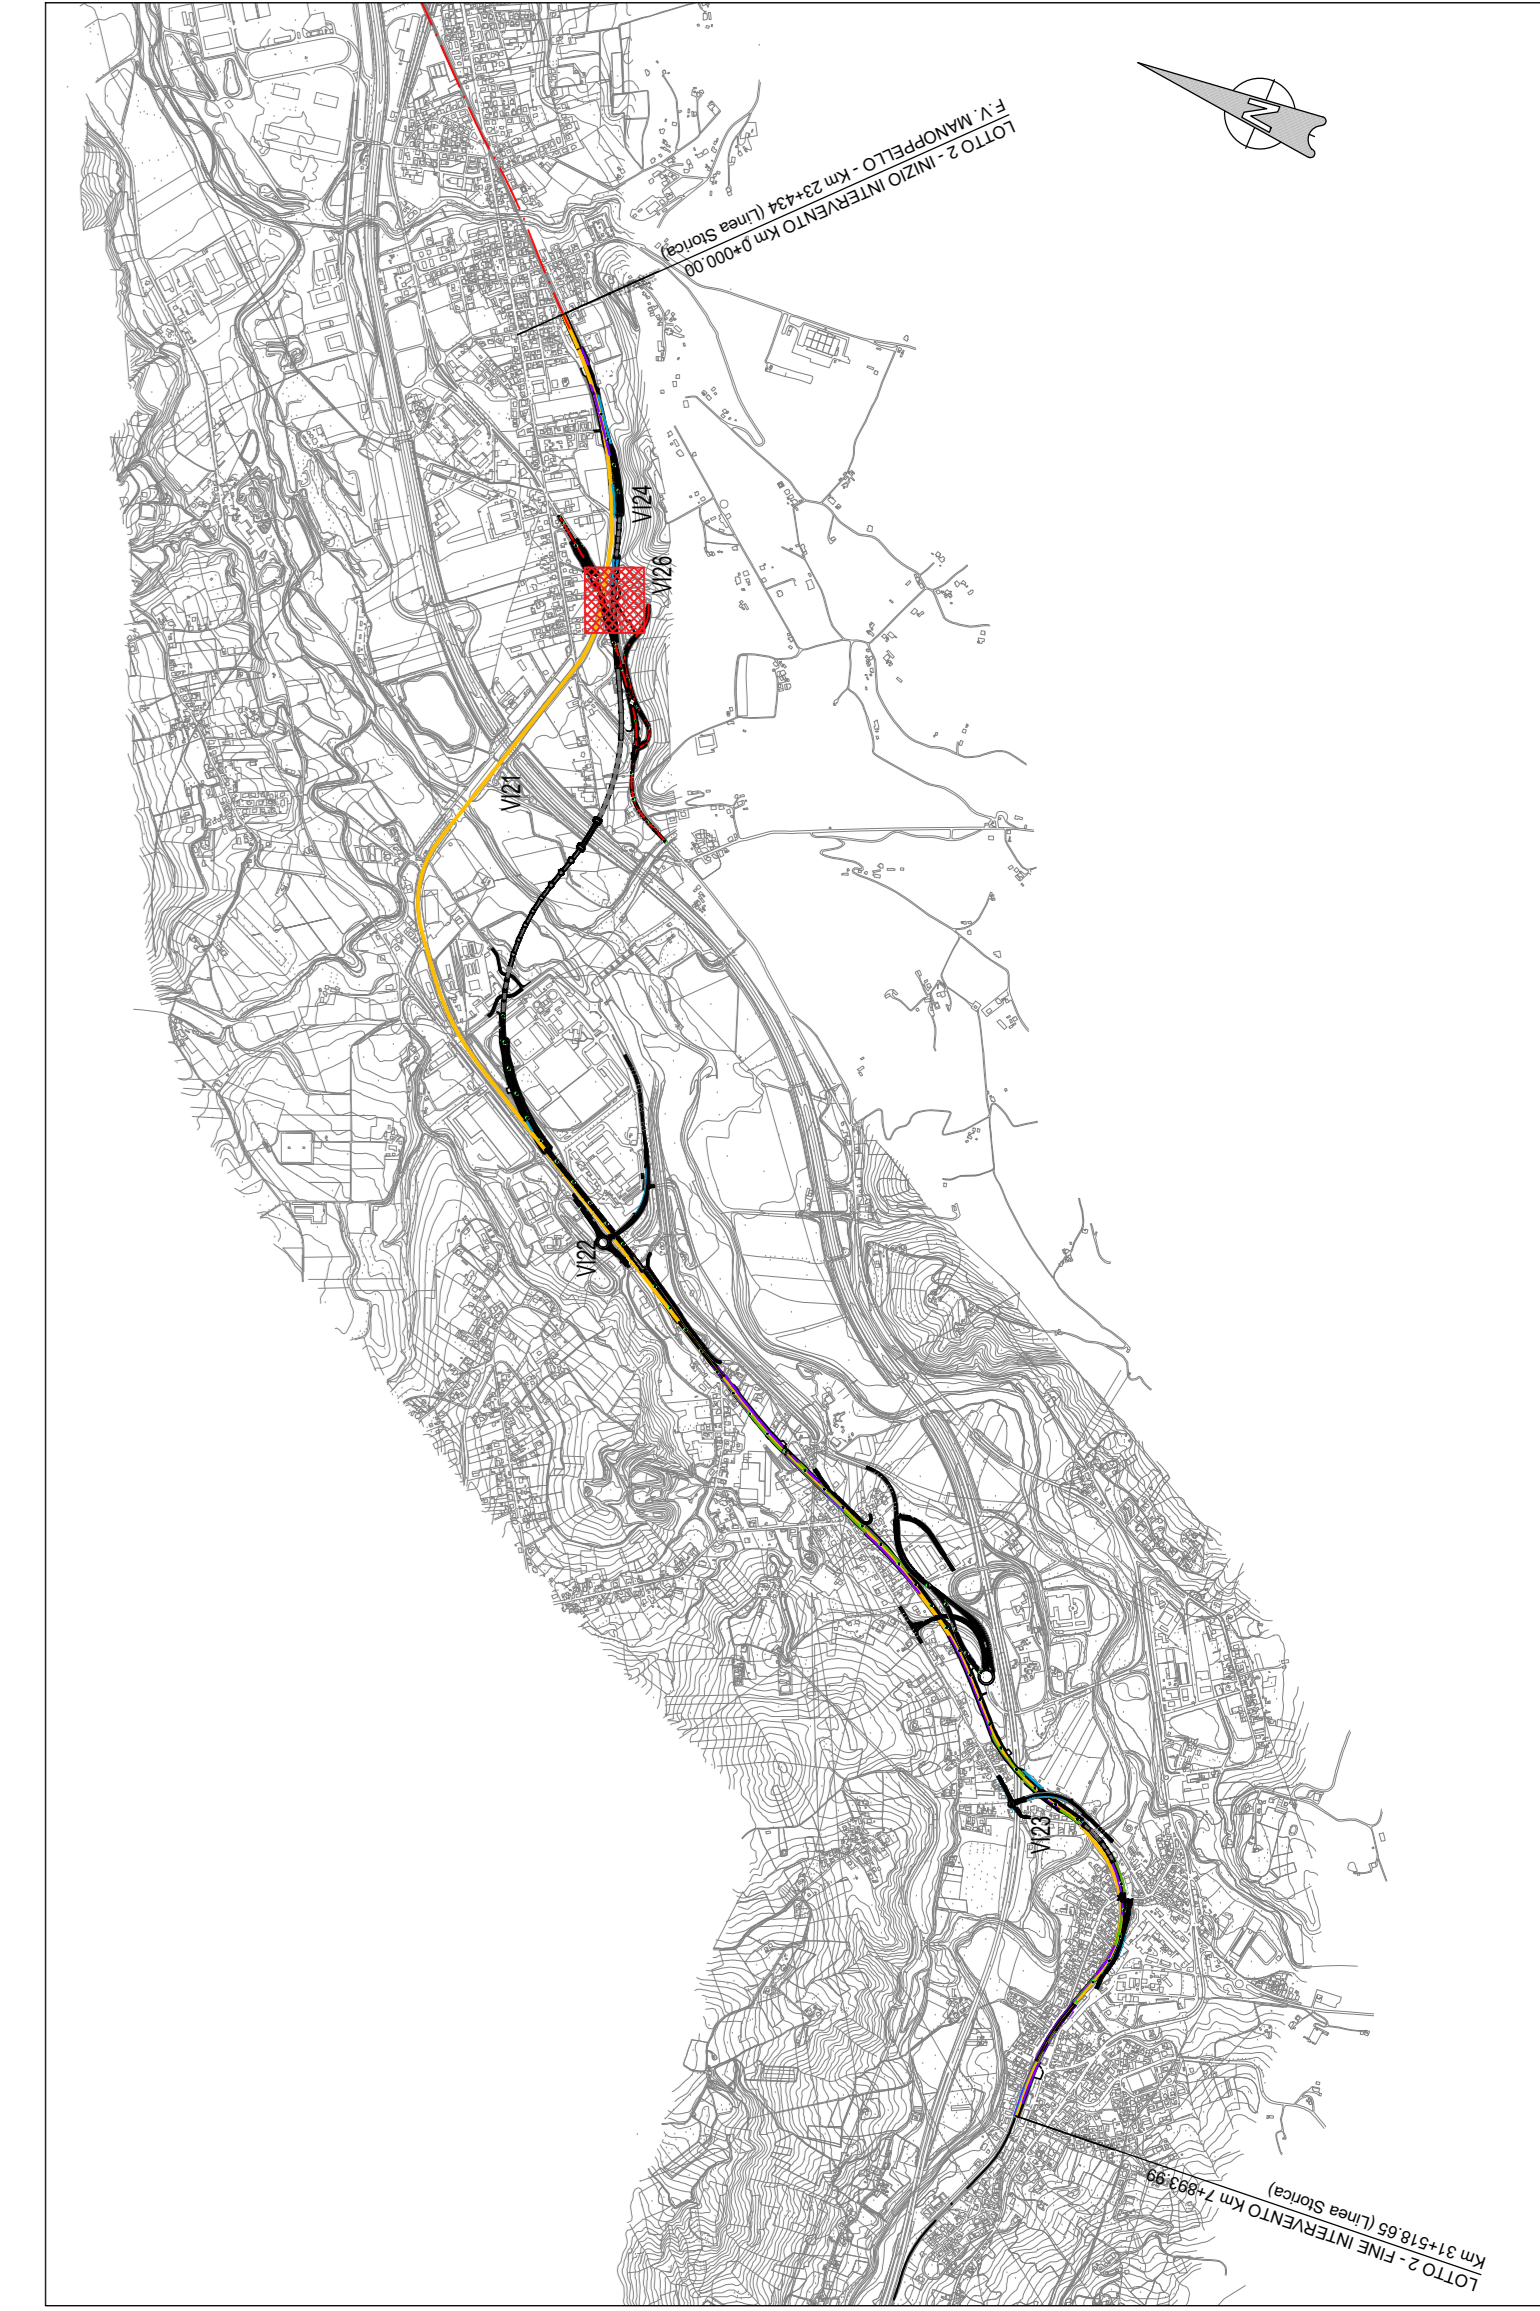 N
LOTTO 2 - INIZIO INTERVENTO Km 0+000.00
F.V. MANOPPELLO - Km 23+434 (Linea Storica)
VI24
VI26
VI21
VI22
VI23
LOTTO 2 - FINE INTERVENTO Km 7+893.99
Km 31+518.65 (Linea Storica)